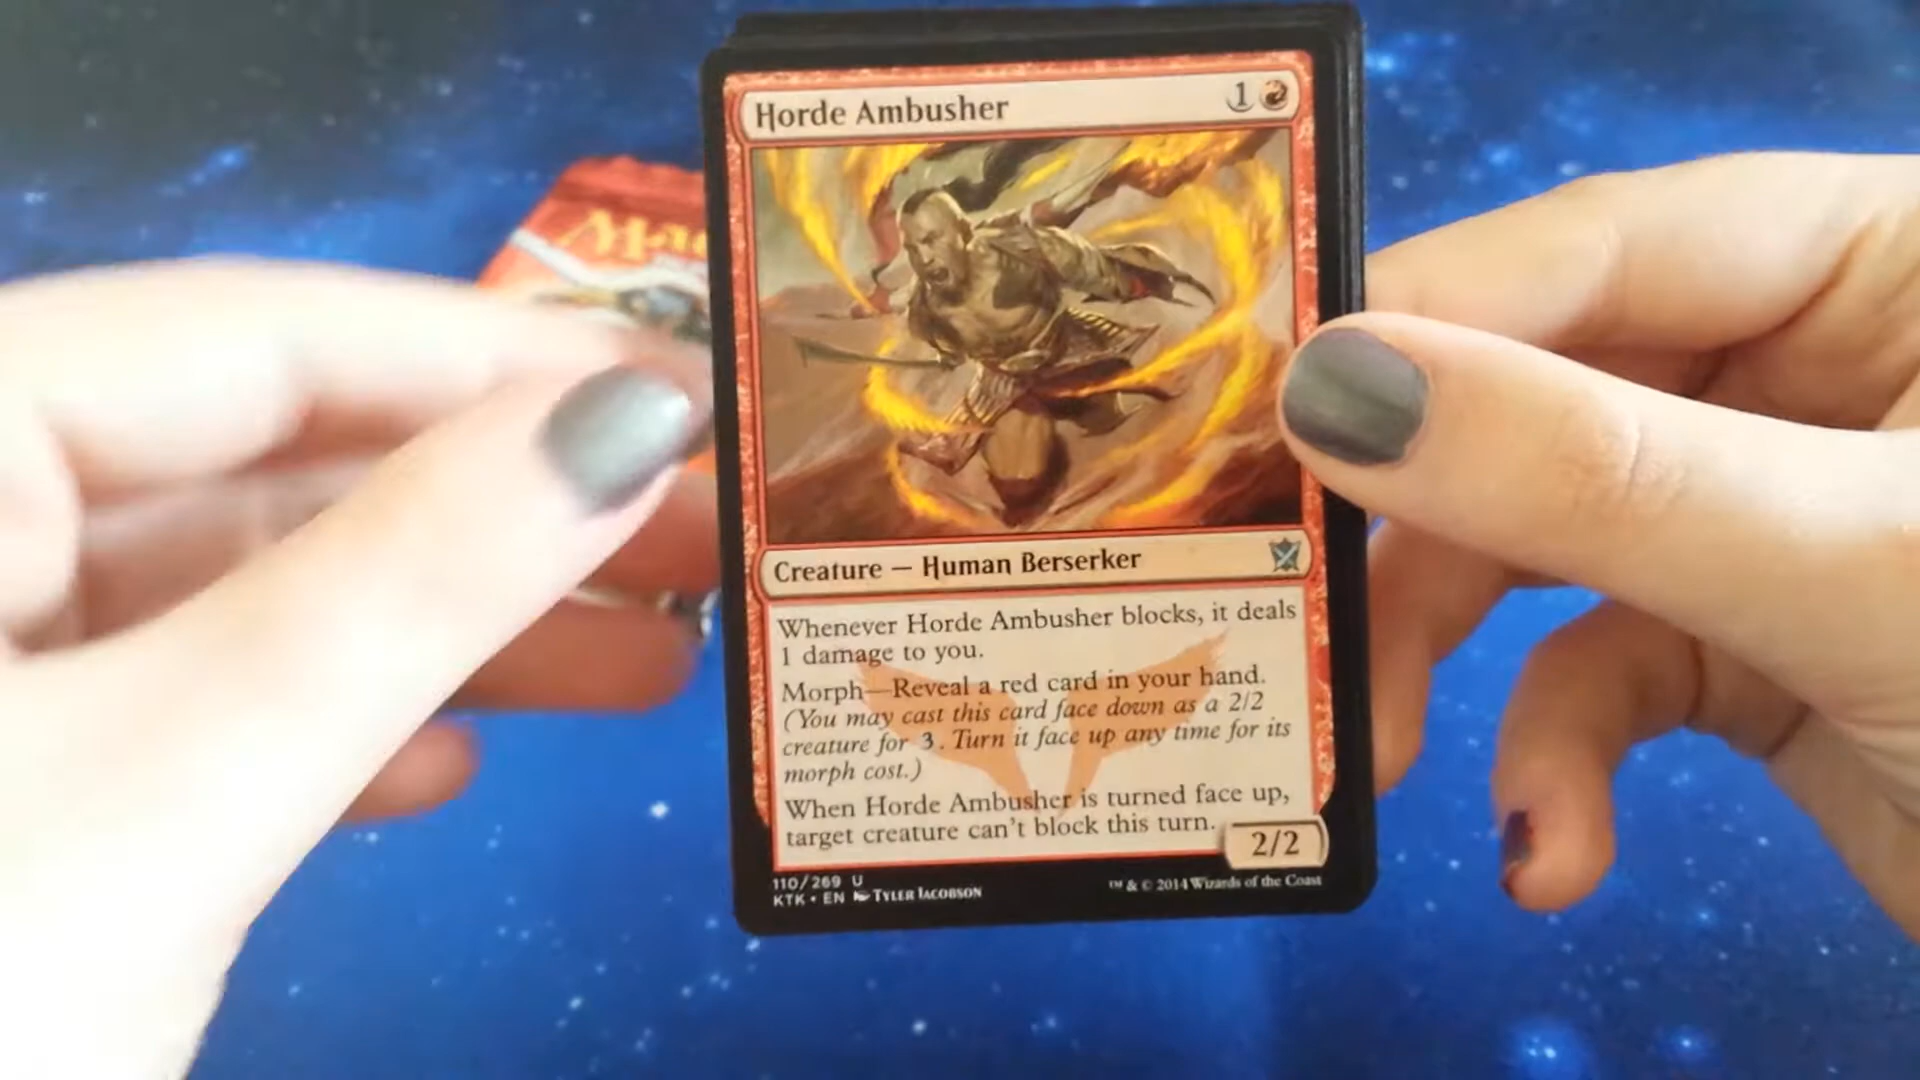 Horde Ambusher 1
Creature — Human Berserker
Whenever Horde Ambusher blocks, it deals
1 damage to you.
Morph—Reveal a red card in your hand.
(You may cast this card face down as a 2/2
creature for 3. Turn it face up any time for its
morph cost.)
When Horde Ambusher is turned face up,
target creature can't block this turn.
2/2
110/269 U
KTK • EN Tyler Jacobson
™ & © 2014 Wizards of the Coast